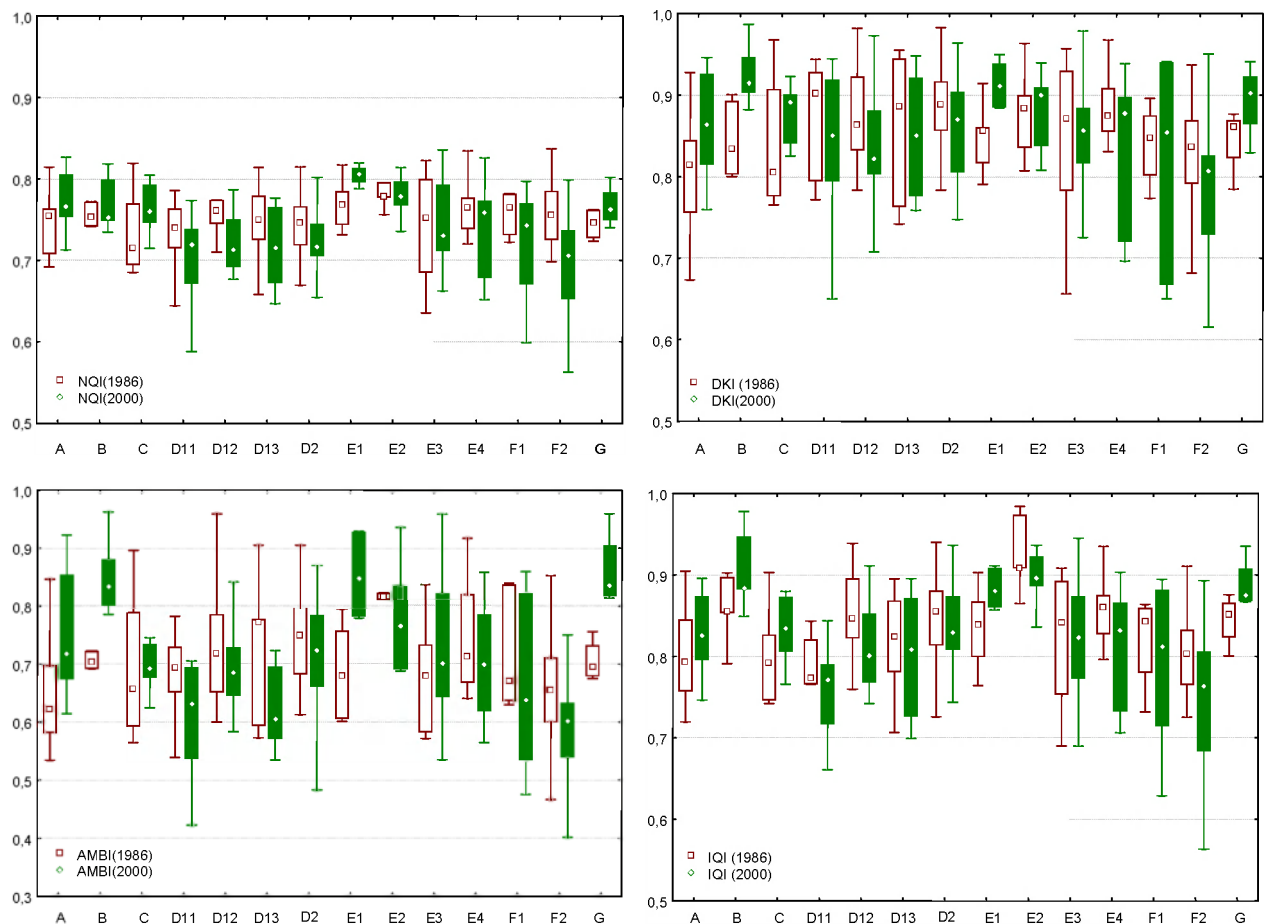 1,0
0,9
0,8
0,7
0,6
0,5
NQI(1986)
NQI(2000)
A B C D11 D12 D13 D2 E1 E2 E3 E4 F1 F2 G
1,0
0,9
0,8
0,7
0,6
0,5
DKI (1986)
DKI(2000)
A B C D11 D12 D13 D2 E1 E2 E3 E4 F1 F2 G
1,0
0,9
0,8
0,7
0,6
0,5
0,4
0,3
AMBI(1986)
AMBI(2000)
A B C D11 D12 D13 D2 E1 E2 E3 E4 F1 F2 G
1,0
0,9
0,8
0,7
0,6
0,5
IQI (1986)
IQI (2000)
A B C D11 D12 D13 D2 E1 E2 E3 E4 F1 F2 G